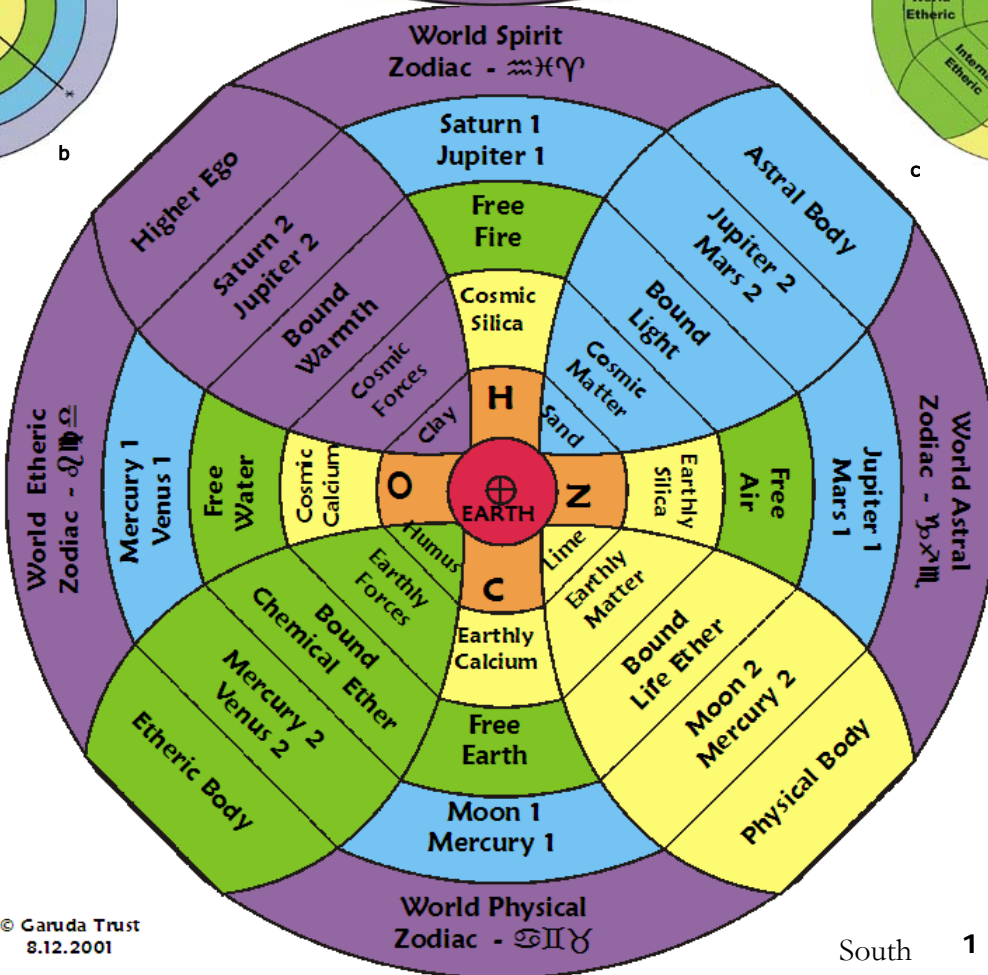 World
Etheric
Internal
Etheric
b
c
World Spirit
Zodiac - ♒♓♈
Saturn 1
Jupiter 1
Free
Fire
Cosmic
Silica
H
Higher Ego
Saturn 2
Jupiter 2
Bound
Warmth
Cosmic
Forces
Clay
Astral Body
Jupiter 2
Mars 2
Bound
Light
Cosmic
Matter
Sand
World Etheric
Zodiac - ♌♍♎
Mercury 1
Venus 1
Free
Water
Cosmic
Calcium
O
⊕
EARTH
N
Earthly
Silica
Free
Air
Jupiter 1
Mars 1
World Astral
Zodiac - ♑♐♏
Humus
Earthly
Forces
Bound
Chemical Ether
Mercury 2
Venus 2
Etheric Body
Lime
Earthly
Matter
Bound
Life Ether
Moon 2
Mercury 2
Physical Body
C
Earthly
Calcium
Free
Earth
Moon 1
Mercury 1
World Physical
Zodiac - ♋♊♉
© Garuda Trust
8.12.2001
South 1